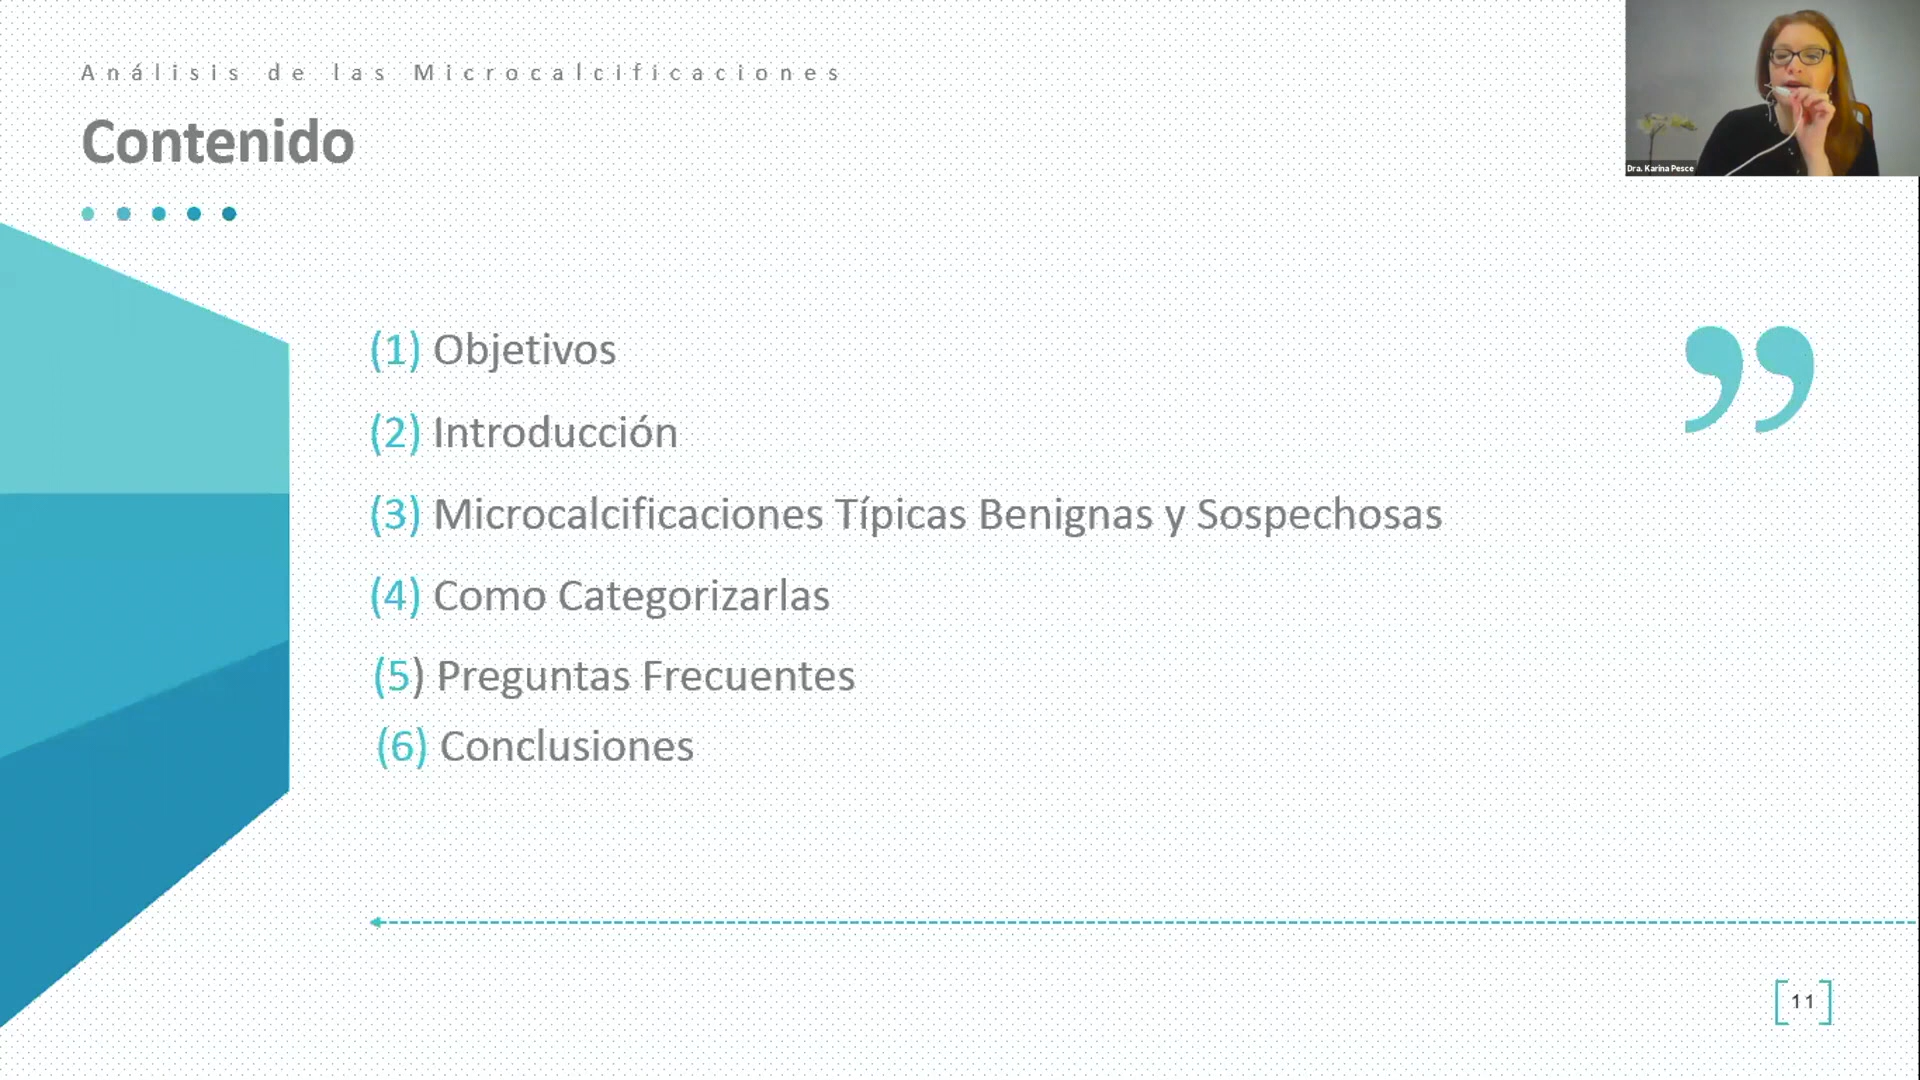 Análisis de las Microcalcificaciones
Contenido
Dra. Karina Pesce
(1) Objetivos
(2) Introducción
(3) Microcalcificaciones Típicas Benignas y Sospechosas
(4) Como Categorizarlas
(5) Preguntas Frecuentes
(6) Conclusiones
11